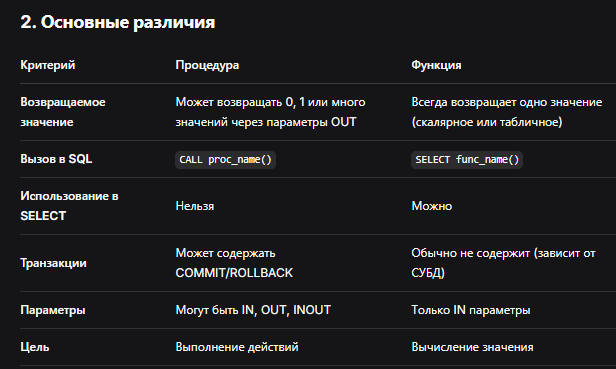 2. Основные различия
Критерий Процедура Функция
Возвращаемое значение Может возвращать 0, 1 или много значений через параметры OUT Всегда возвращает одно значение (скалярное или табличное)
Вызов в SQL CALL proc_name() SELECT func_name()
Использование в SELECT Нельзя Можно
Транзакции Может содержать COMMIT/ROLLBACK Обычно не содержит (зависит от СУБД)
Параметры Могут быть IN, OUT, INOUT Только IN параметры
Цель Выполнение действий Вычисление значения